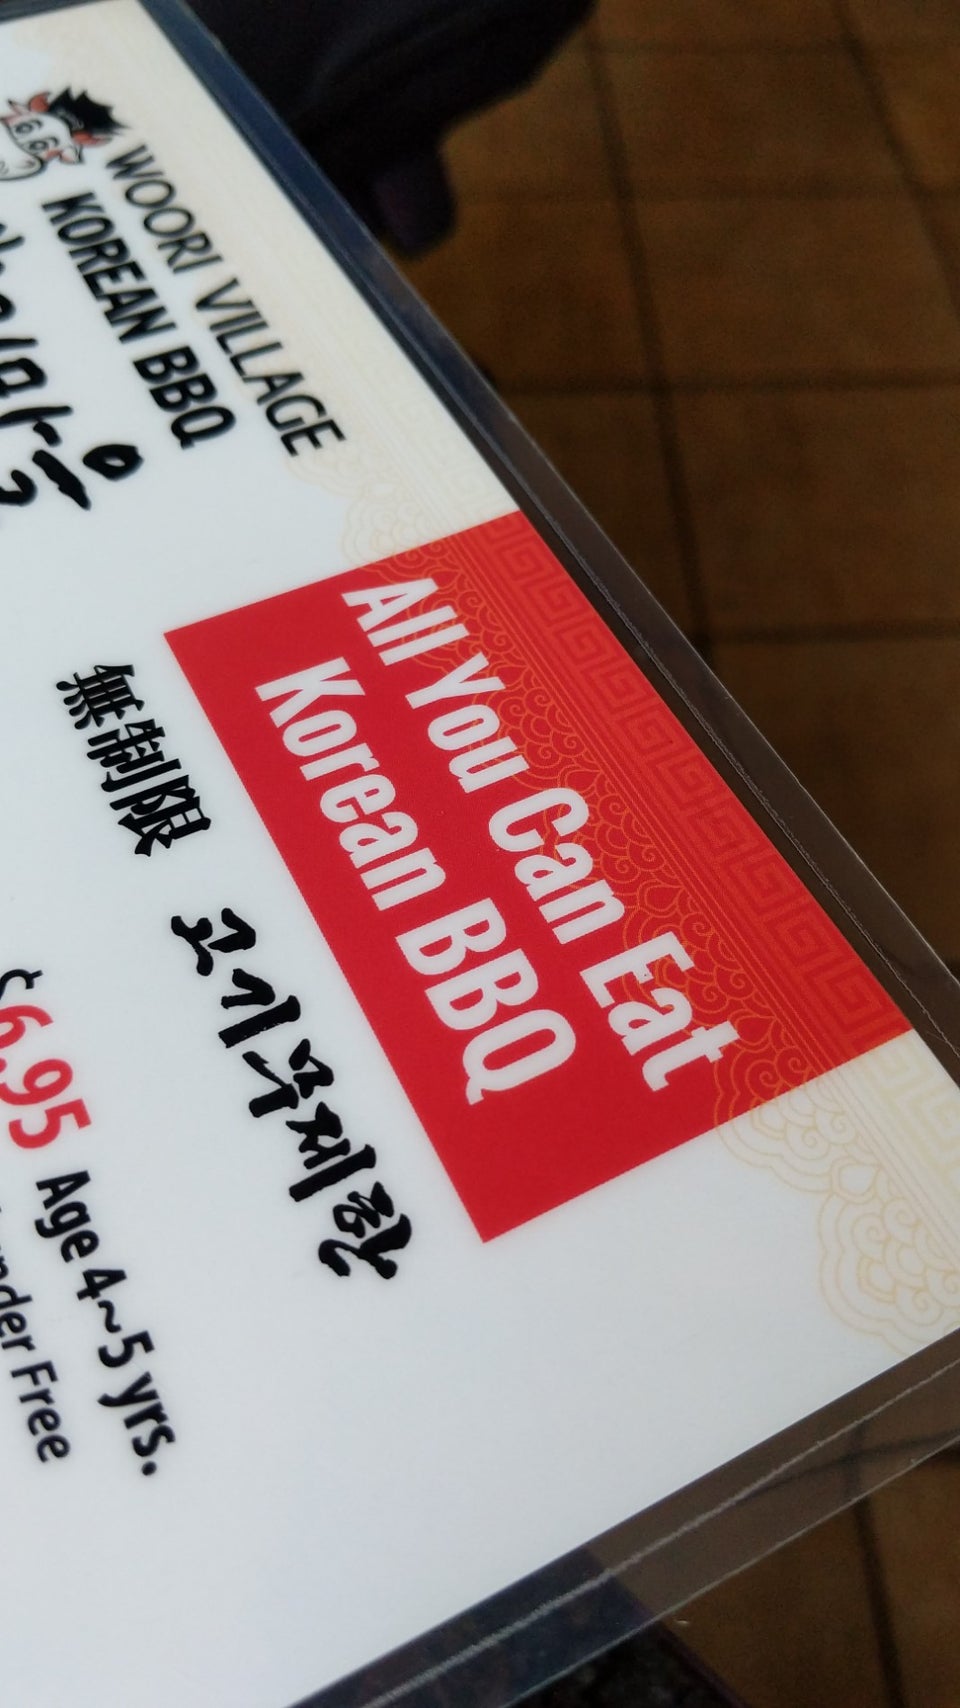 WOORI VILLAGE
KOREAN BBQ
All You Can Eat
Korean BBQ
無制限 고기무제한
6.95 Age 4~5 yrs.
Free